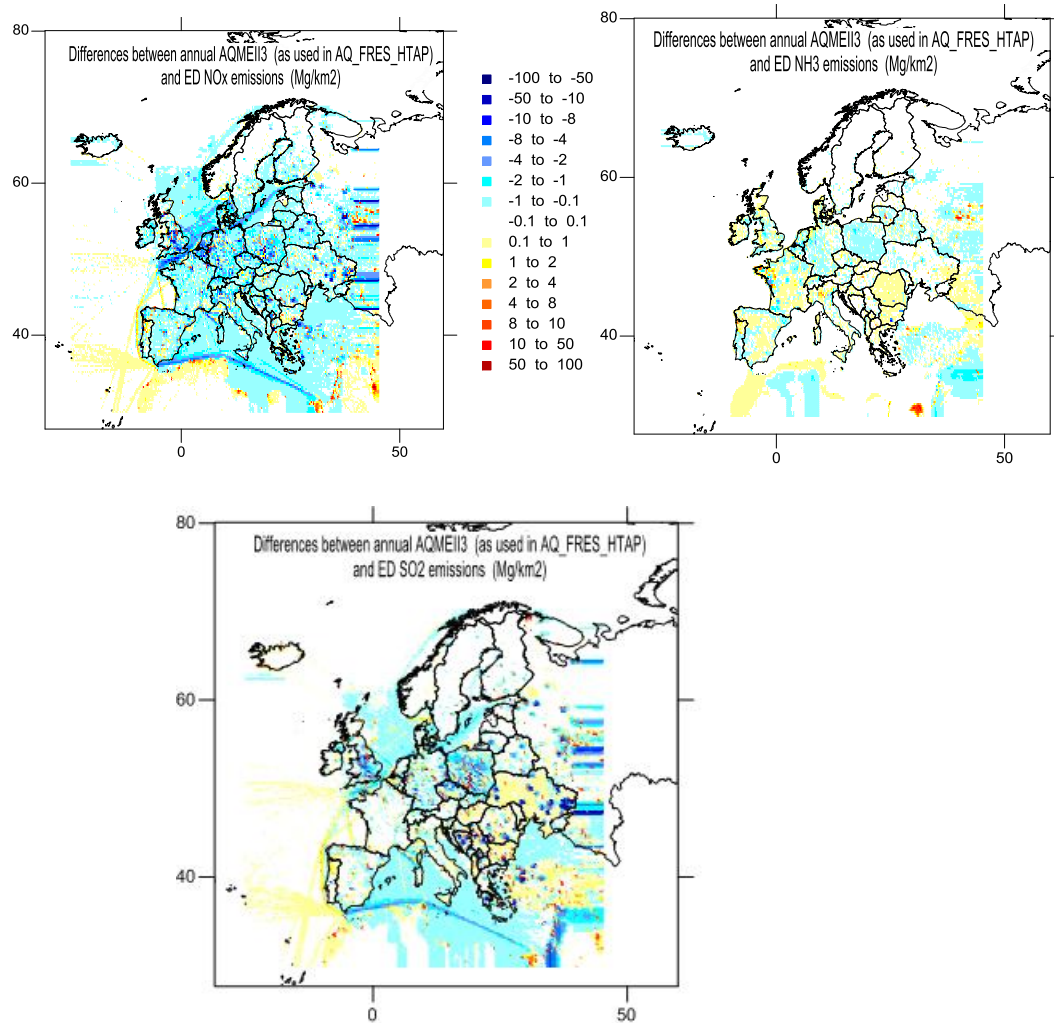 80
60
40
0
50
Differences between annual AQMEII3 (as used in AQ_FRES_HTAP)
and ED NOx emissions (Mg/km2)
-100 to -50
-50 to -10
-10 to -8
-8 to -4
-4 to -2
-2 to -1
-1 to -0.1
-0.1 to 0.1
0.1 to 1
1 to 2
2 to 4
4 to 8
8 to 10
10 to 50
50 to 100
80
60
40
0
50
Differences between annual AQMEII3 (as used in AQ_FRES_HTAP)
and ED NH3 emissions (Mg/km2)
80
60
40
0
50
Differences between annual AQMEII3 (as used in AQ_FRES_HTAP)
and ED SO2 emissions (Mg/km2)